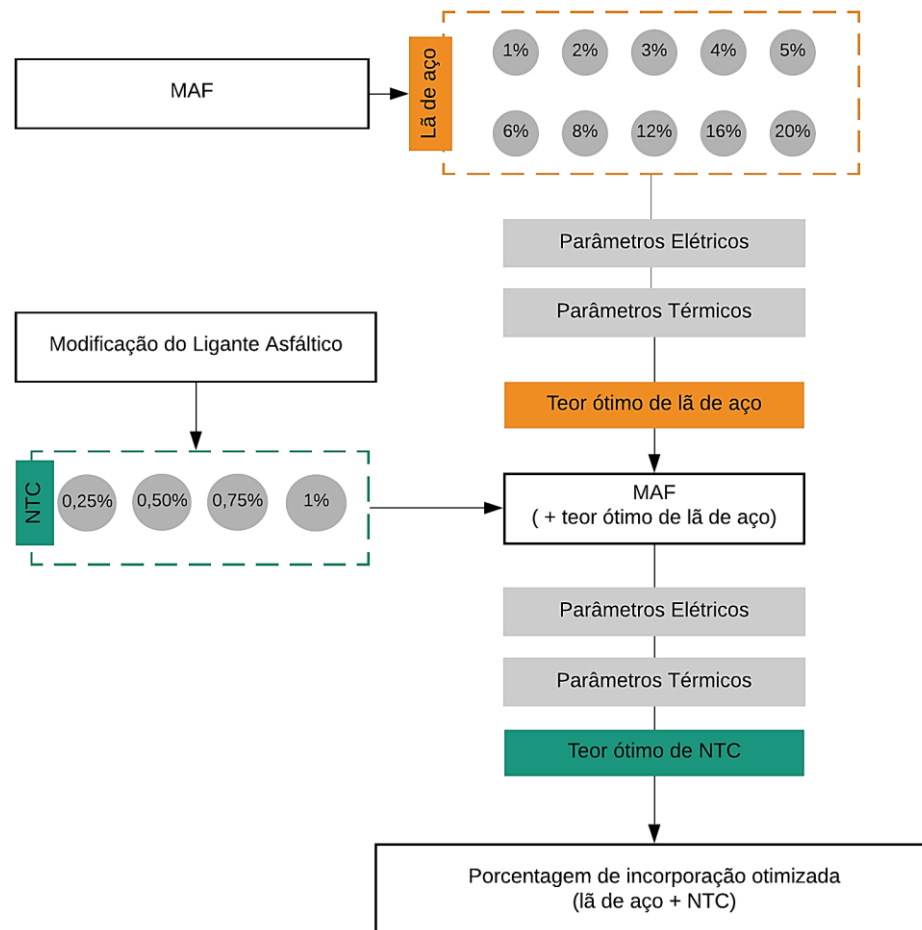 MAF
Lã de aço
1% 2% 3% 4% 5%
6% 8% 12% 16% 20%
Parâmetros Elétricos
Parâmetros Térmicos
Teor ótimo de lã de aço
Modificação do Ligante Asfáltico
NTC
0,25% 0,50% 0,75% 1%
MAF
( + teor ótimo de lã de aço)
Parâmetros Elétricos
Parâmetros Térmicos
Teor ótimo de NTC
Porcentagem de incorporação otimizada
(lã de aço + NTC)